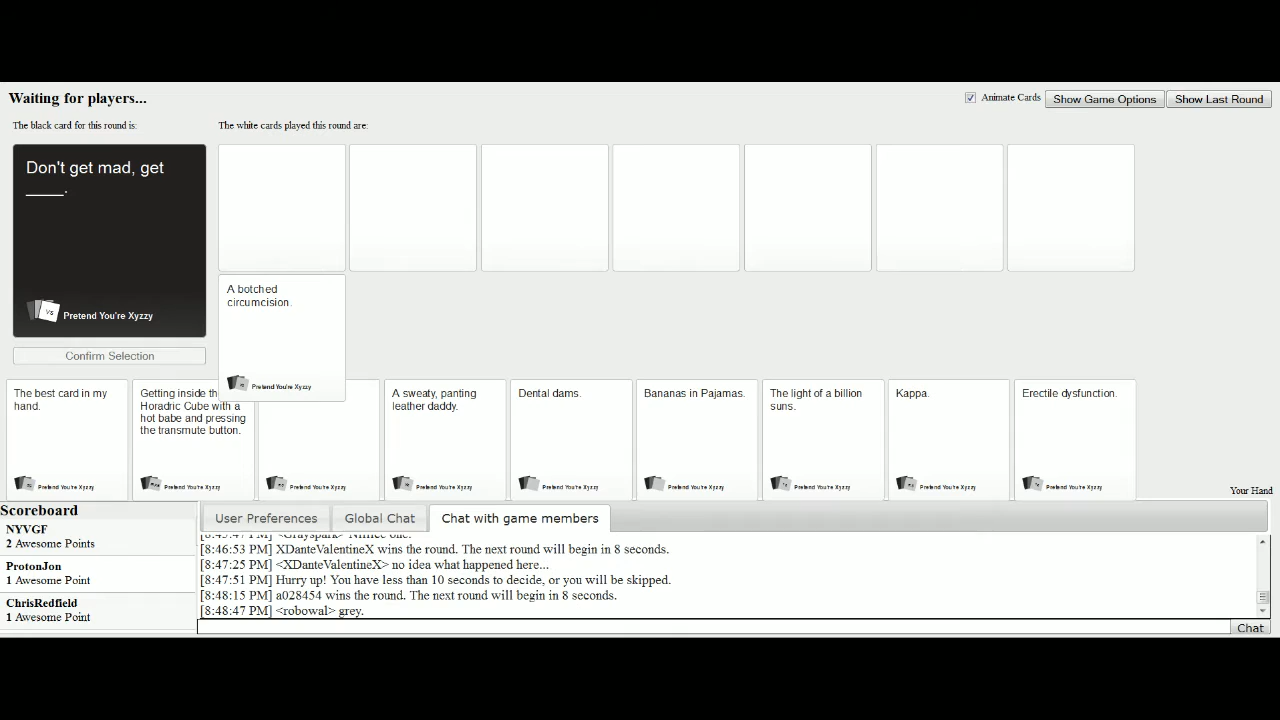 Waiting for players...
Animate Cards
Show Game Options
Show Last Round
The black card for this round is:
The white cards played this round are:
Don't get mad, get
_____.
VS
Pretend You're Xyzzy
Confirm Selection
A botched
circumcision.
Pretend You're Xyzzy
The best card in my
hand.
Pretend You're Xyzzy
Getting inside the
Horadric Cube with a
hot babe and pressing
the transmute button.
Pretend You're Xyzzy
Pretend You're Xyzzy
A sweaty, panting
leather daddy.
Pretend You're Xyzzy
Dental dams.
Pretend You're Xyzzy
Bananas in Pajamas.
Pretend You're Xyzzy
The light of a billion
suns.
Pretend You're Xyzzy
Kappa.
Pretend You're Xyzzy
Erectile dysfunction.
Pretend You're Xyzzy
Your Hand
Scoreboard
NYVGF
2 Awesome Points
ProtonJon
1 Awesome Point
ChrisRedfield
1 Awesome Point
User Preferences
Global Chat
Chat with game members
[8:45:47 PM] <Grayspark> Niffice one.
[8:46:53 PM] XDanteValentineX wins the round. The next round will begin in 8 seconds.
[8:47:25 PM] <XDanteValentineX> no idea what happened here...
[8:47:51 PM] Hurry up! You have less than 10 seconds to decide, or you will be skipped.
[8:48:15 PM] a028454 wins the round. The next round will begin in 8 seconds.
[8:48:47 PM] <robowal> grey.
Chat